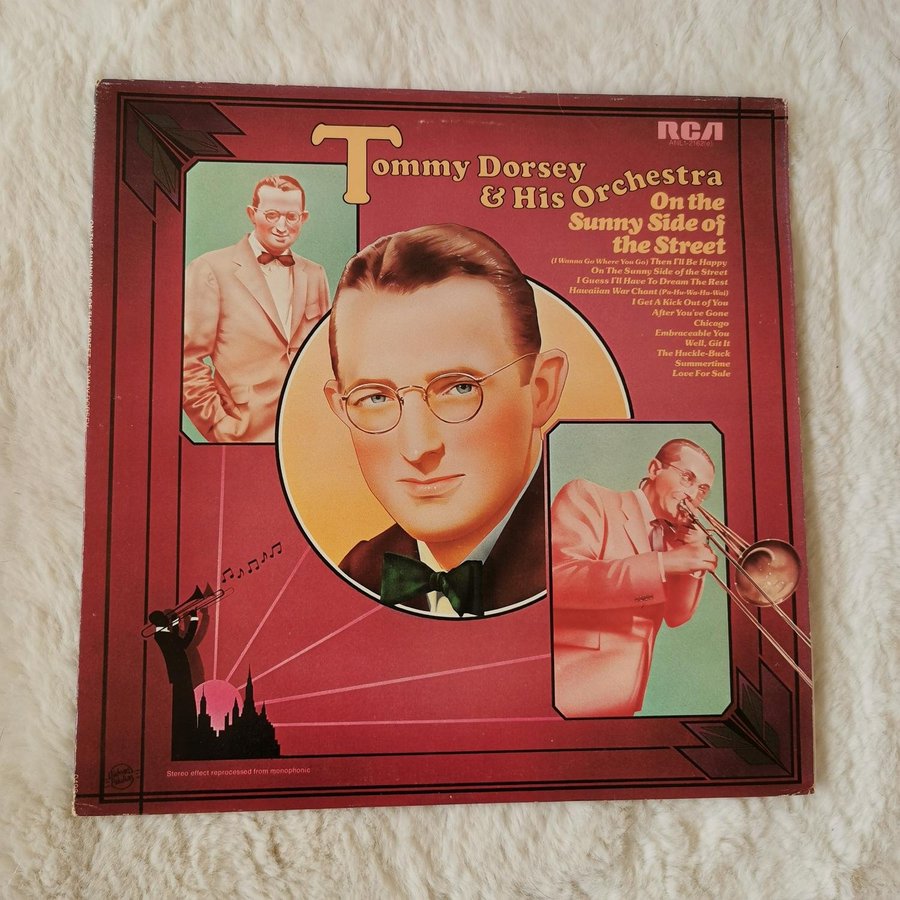 RCA
ANL1-2162(e)
Tommy Dorsey
& His Orchestra
On the
Sunny Side of
the Street
(I Wanna Go Where You Go) Then I'll Be Happy
On The Sunny Side of the Street
I Guess I'll Have To Dream The Rest
Hawaiian War Chant (Ta-Hu-Wa-Hu-Wai)
I Get A Kick Out of You
After You've Gone
Chicago
Embraceable You
Well, Git It
The Huckle-Buck
Summertime
Love For Sale
Stereo effect reprocessed from monophonic